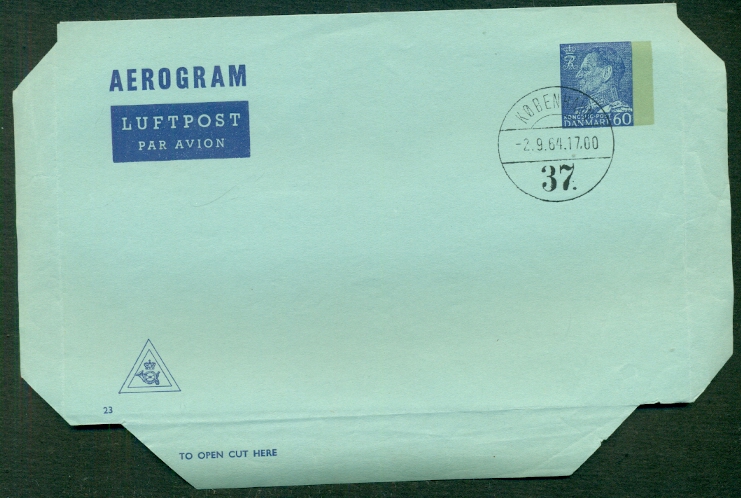 AEROGRAM
LUFTPOST
PAR AVION
KONGELIG POST
DANMARK 60
KØBENH
-2.9.64.17.00
37.
23
TO OPEN CUT HERE